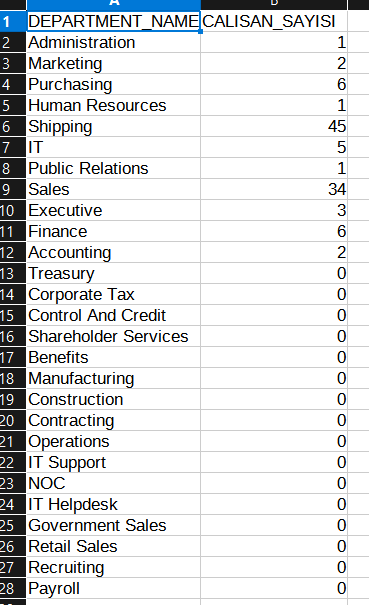 A B
1 DEPARTMENT_NAME CALISAN_SAYISI
2 Administration 1
3 Marketing 2
4 Purchasing 6
5 Human Resources 1
6 Shipping 45
7 IT 5
8 Public Relations 1
9 Sales 34
10 Executive 3
11 Finance 6
12 Accounting 2
13 Treasury 0
14 Corporate Tax 0
15 Control And Credit 0
16 Shareholder Services 0
17 Benefits 0
18 Manufacturing 0
19 Construction 0
20 Contracting 0
21 Operations 0
22 IT Support 0
23 NOC 0
24 IT Helpdesk 0
25 Government Sales 0
26 Retail Sales 0
27 Recruiting 0
28 Payroll 0